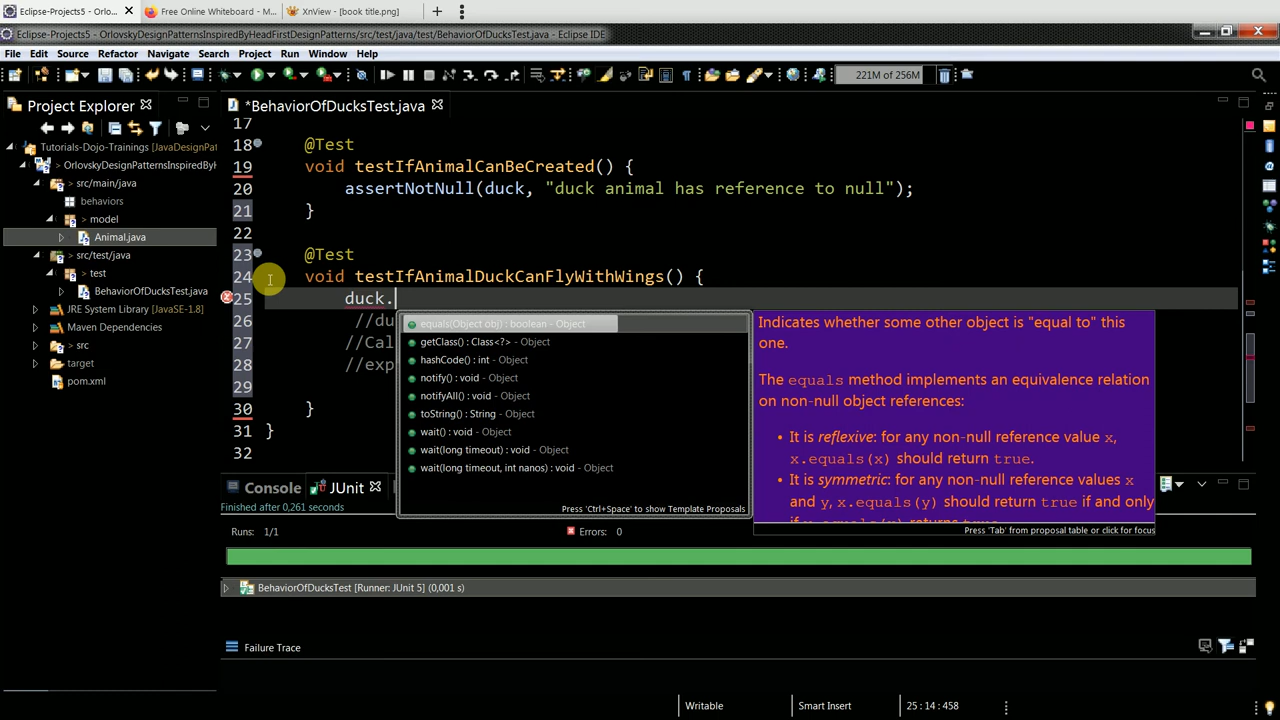 Eclipse-Projects5 - Orlo...
Free Online Whiteboard - M...
XnView - [book title.png]
Eclipse-Projects5 - OrlovskyDesignPatternsInspiredByHeadFirstDesignPatterns/src/test/java/test/BehaviorOfDucksTest.java - Eclipse IDE
File Edit Source Refactor Navigate Search Project Run Window Help
221M of 256M
Project Explorer
*BehaviorOfDucksTest.java
Tutorials-Dojo-Trainings [JavaDesignPat
> OrlovskyDesignPatternsInspiredByH
> src/main/java
behaviors
> model
Animal.java
> src/test/java
> test
BehaviorOfDucksTest.java
JRE System Library [JavaSE-1.8]
Maven Dependencies
> src
target
pom.xml
17
18 @Test
19 void testIfAnimalCanBeCreated() {
20 assertNotNull(duck, "duck animal has reference to null");
21 }
22
23 @Test
24 void testIfAnimalDuckCanFlyWithWings() {
25 duck.
26 //du
27 //Cal
28 //exp
29
30 }
31 }
32
equals(Object obj) : boolean - Object
getClass() : Class<?> - Object
hashCode() : int - Object
notify() : void - Object
notifyAll() : void - Object
toString() : String - Object
wait() : void - Object
wait(long timeout) : void - Object
wait(long timeout, int nanos) : void - Object
Press 'Ctrl+Space' to show Template Proposals
Indicates whether some other object is "equal to" this
one.
The equals method implements an equivalence relation
on non-null object references:
• It is reflexive: for any non-null reference value x,
x.equals(x) should return true.
• It is symmetric: for any non-null reference values x
and y, x.equals(y) should return true if and only
if y.equals(x) returns true.
Press 'Tab' from proposal table or click for focus
Console
JUnit
Finished after 0,261 seconds
Runs: 1/1
Errors: 0
BehaviorOfDucksTest [Runner: JUnit 5] (0,001 s)
Failure Trace
Writable
Smart Insert
25 : 14 : 458